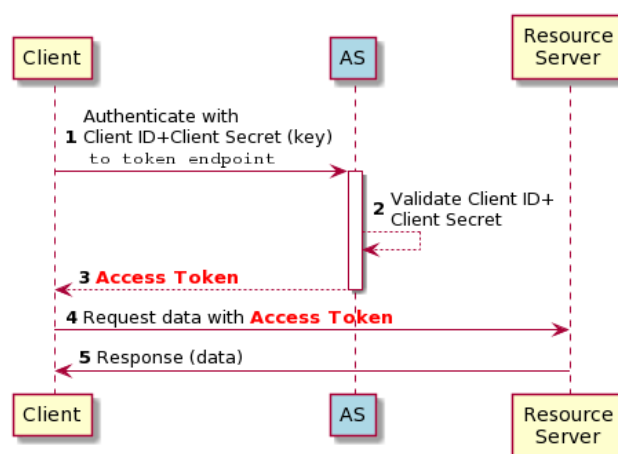 Client
AS
Resource
Server
Authenticate with
1 Client ID+Client Secret (key)
to token endpoint
2 Validate Client ID+
Client Secret
3 Access Token
4 Request data with Access Token
5 Response (data)
Client
AS
Resource
Server